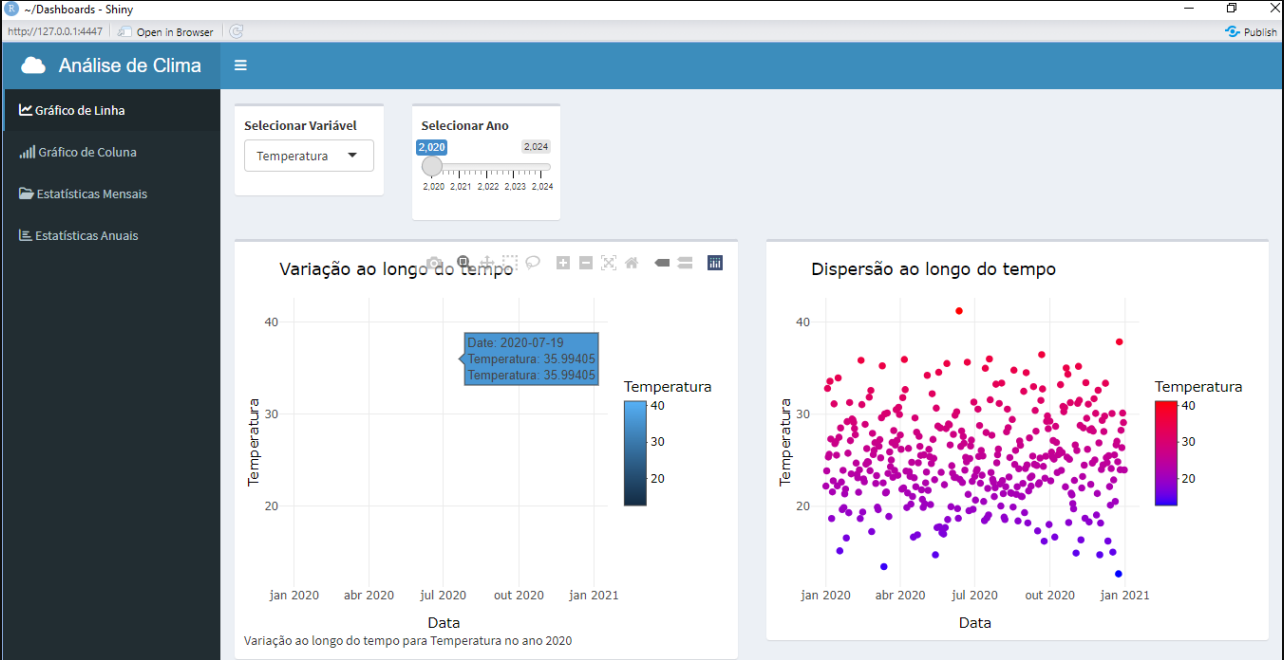 ~/Dashboards - Shiny
http://127.0.0.1:4447 Open in Browser Publish
Análise de Clima
Gráfico de Linha
Gráfico de Coluna
Estatísticas Mensais
Estatísticas Anuais
Selecionar Variável
Temperatura
Selecionar Ano
2,020 2,024
2,020 2,021 2,022 2,023 2,024
Variação ao longo do tempo
40
30
20
Temperatura
Date: 2020-07-19
Temperatura: 35.99405
Temperatura: 35.99405
Temperatura
40
30
20
jan 2020 abr 2020 jul 2020 out 2020 jan 2021
Data
Variação ao longo do tempo para Temperatura no ano 2020
Dispersão ao longo do tempo
40
30
20
Temperatura
Temperatura
40
30
20
jan 2020 abr 2020 jul 2020 out 2020 jan 2021
Data